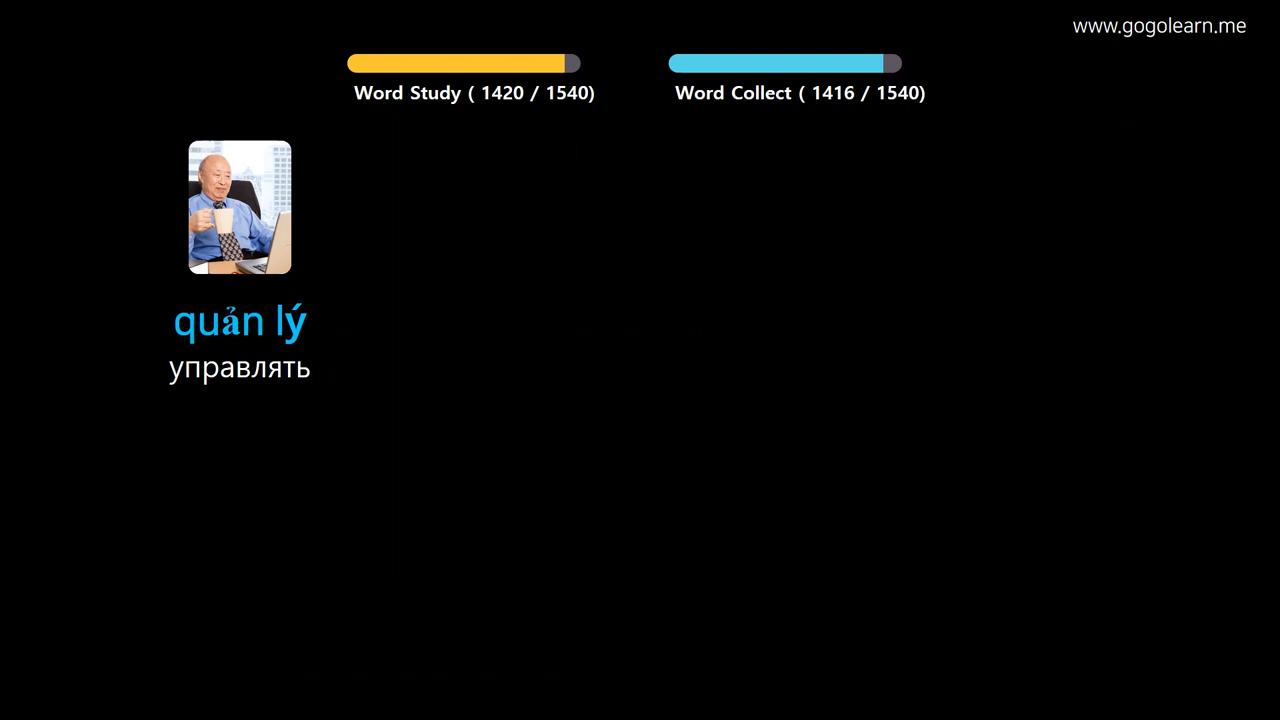 www.gogolearn.me
Word Study ( 1420 / 1540)
Word Collect ( 1416 / 1540)
quản lý
управлять